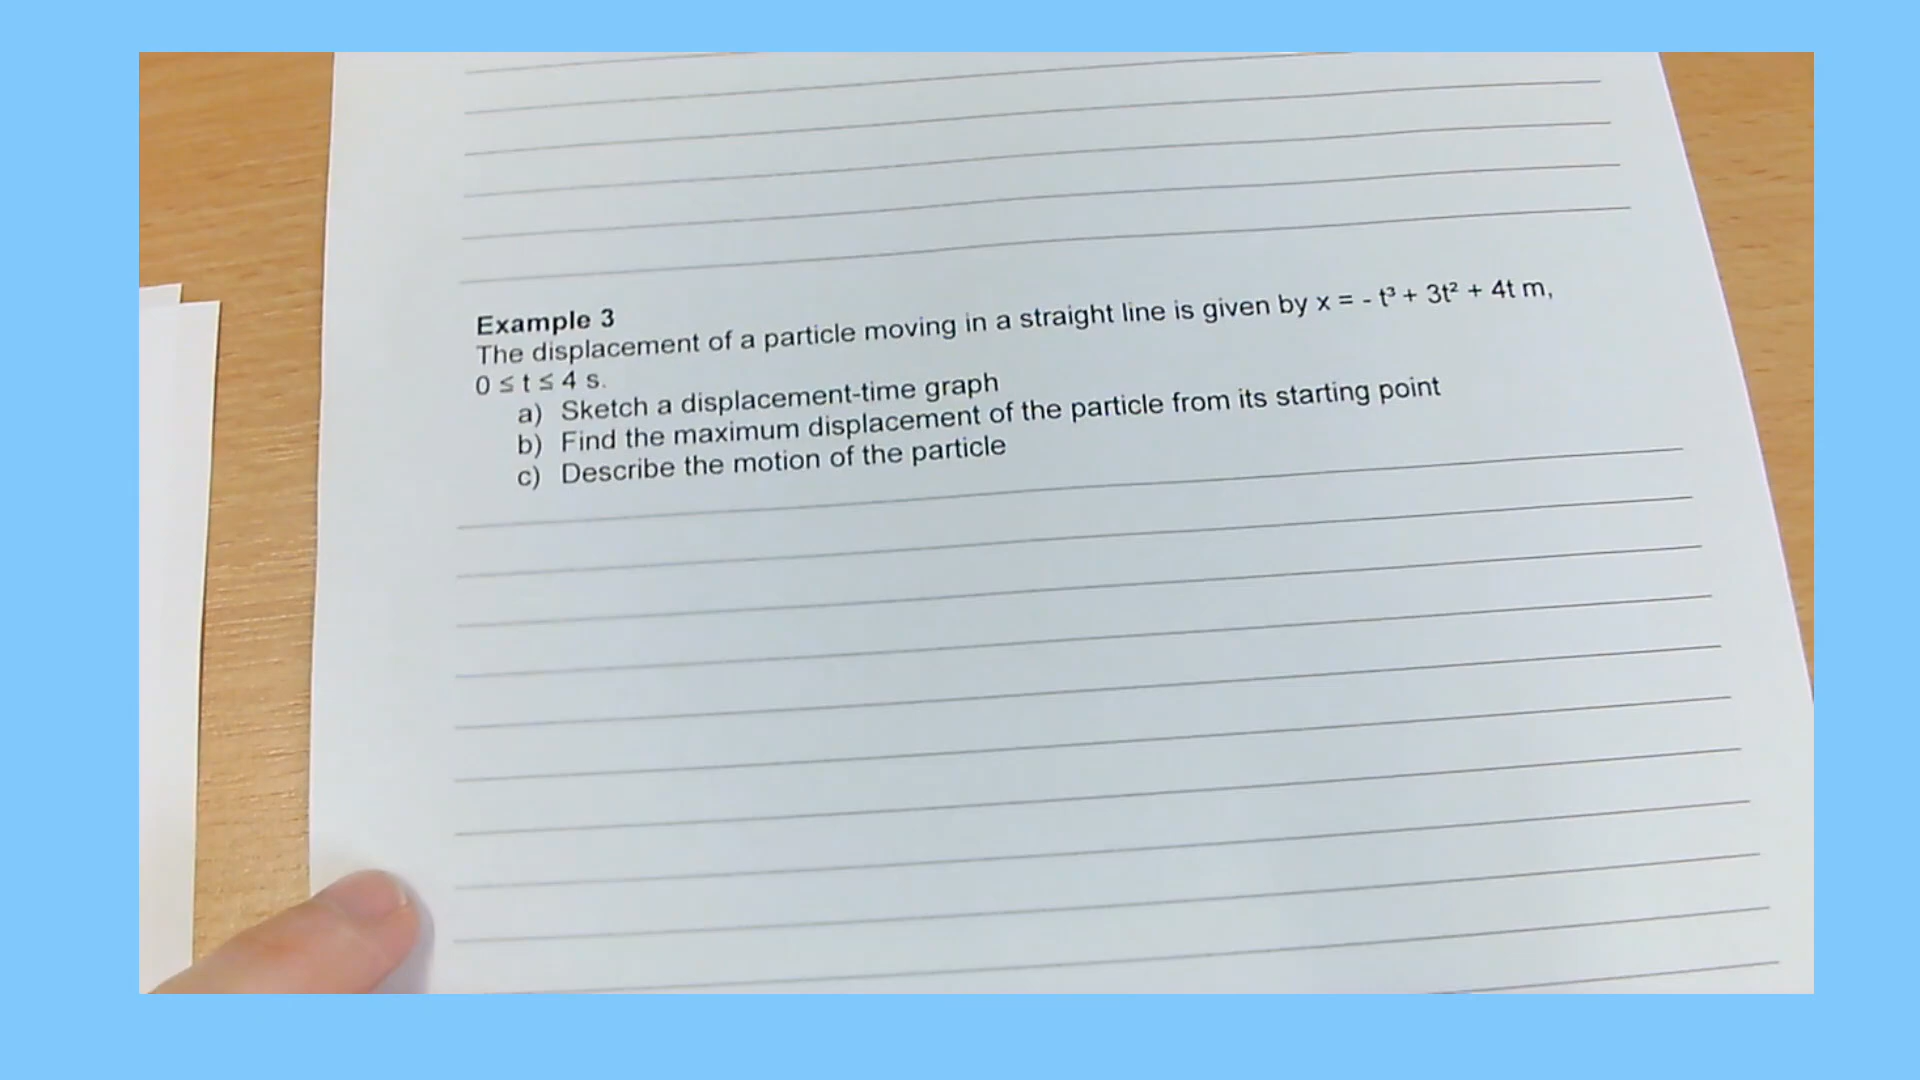 Example 3
The displacement of a particle moving in a straight line is given by x = - t³ + 3t² + 4t m,
0 ≤ t ≤ 4 s.
a) Sketch a displacement-time graph
b) Find the maximum displacement of the particle from its starting point
c) Describe the motion of the particle